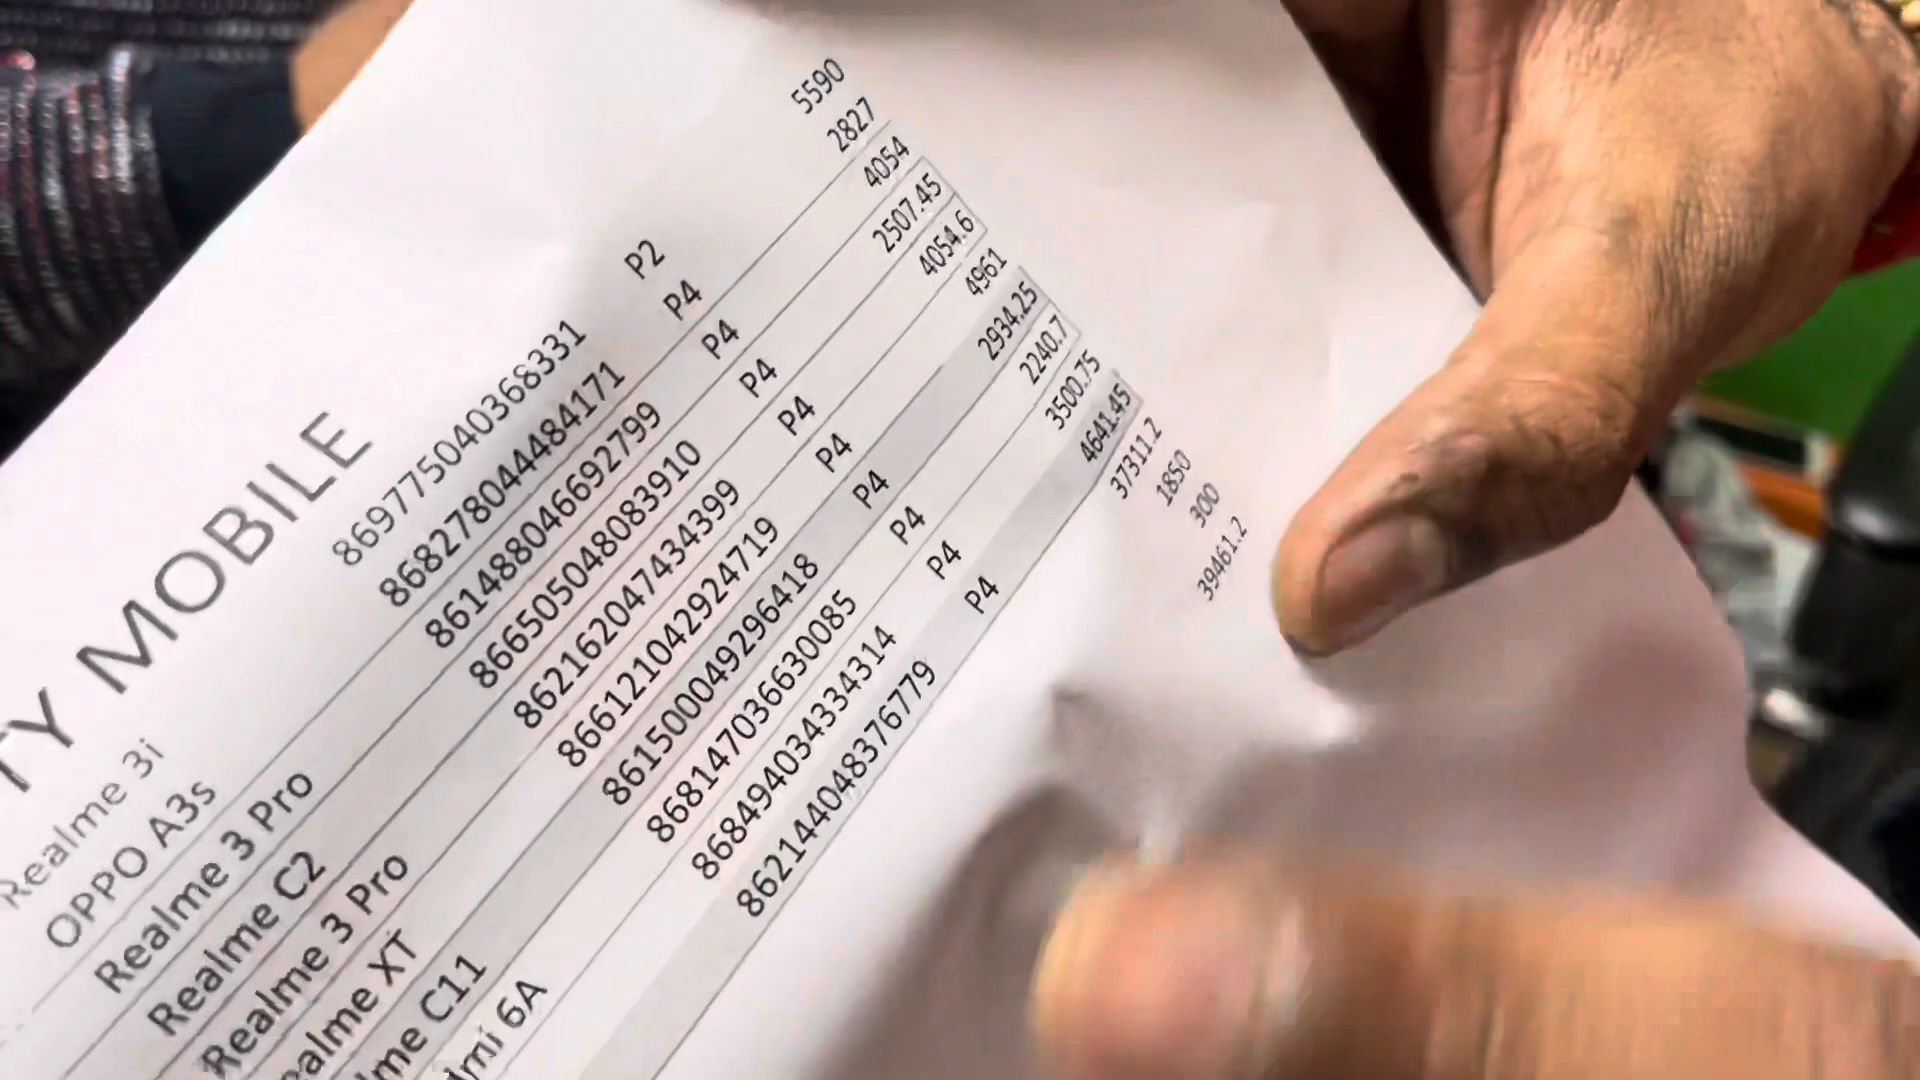 TY MOBILE
Realme 3i 869775040368331 P2 5590
OPPO A3s 868278044484171 P4 2827
Realme 3 Pro 861488046692799 P4 4054
Realme C2 866505048083910 P4 2507.45
Realme 3 Pro 862162047434399 P4 4054.6
ealme XT 866121042924719 P4 4961
lme C11 861500049296418 P4 2934.25
dmi 6A 868147036630085 P4 2240.7
868494034334314 P4 3500.75
862144048376779 P4 4641.45
37311.2
1850
300
39461.2